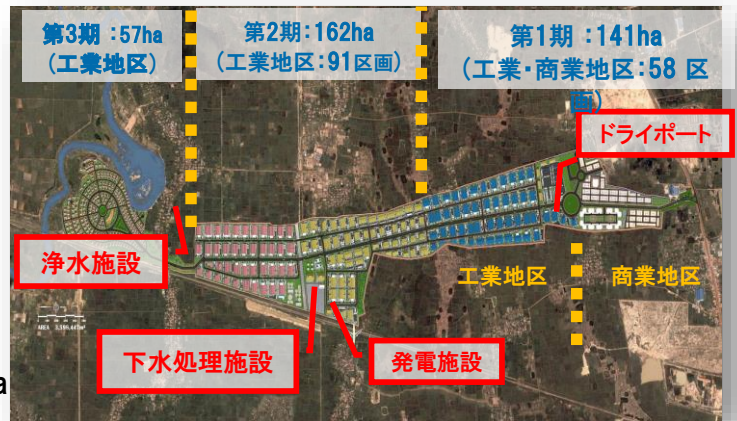 第3期：57ha
(工業地区)
第2期：162ha
(工業地区：91区画)
第1期：141ha
(工業・商業地区：58 区
画)
ドライポート
浄水施設
工業地区
商業地区
下水処理施設
発電施設
a